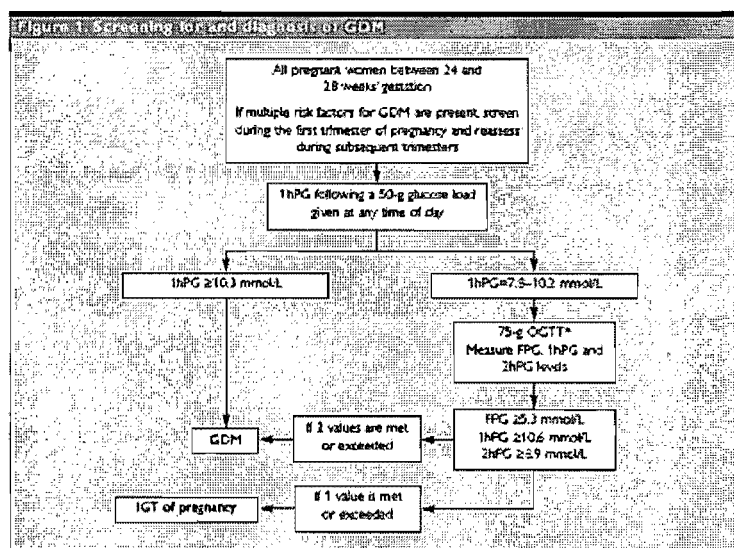 Figure 1. Screening for and diagnosis of GDM
All pregnant women between 24 and
28 weeks' gestation
If multiple risk factors for GDM are present, screen
during the first trimester of pregnancy and reassess
during subsequent trimesters
1hPG following a 50-g glucose load
given at any time of day
1hPG ≥10.3 mmol/L
1hPG=7.8–10.2 mmol/L
75-g OGTT*
Measure FPG, 1hPG and
2hPG levels
GDM
If 2 values are met
or exceeded
FPG ≥5.3 mmol/L
1hPG ≥10.6 mmol/L
2hPG ≥8.9 mmol/L
IGT of pregnancy
If 1 value is met
or exceeded